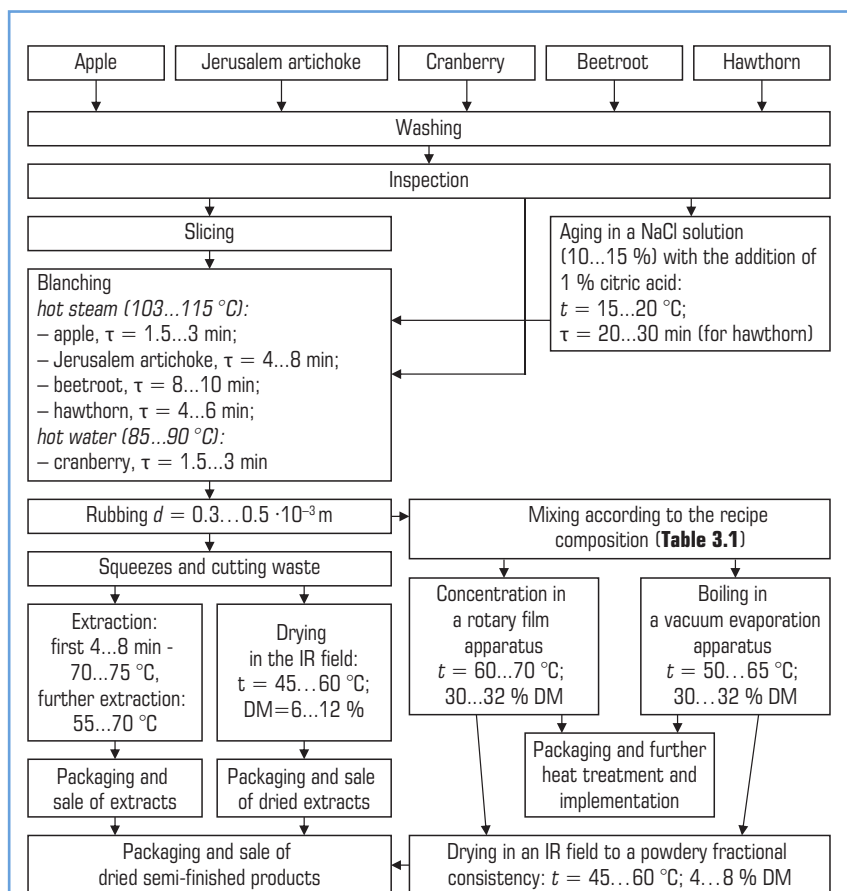 Apple
Jerusalem artichoke
Cranberry
Beetroot
Hawthorn
Washing
Inspection
Slicing
Aging in a NaCl solution
(10...15 %) with the addition of
1 % citric acid:
t = 15...20 °C;
τ = 20...30 min (for hawthorn)
Blanching
hot steam (103...115 °C):
– apple, τ = 1.5...3 min;
– Jerusalem artichoke, τ = 4...8 min;
– beetroot, τ = 8...10 min;
– hawthorn, τ = 4...6 min;
hot water (85...90 °C):
– cranberry, τ = 1.5...3 min
Rubbing d = 0.3...0.5 ·10⁻³ m
Mixing according to the recipe
composition (Table 3.1)
Squeezes and cutting waste
Extraction:
first 4...8 min -
70...75 °C,
further extraction:
55...70 °C
Drying
in the IR field:
t = 45...60 °C;
DM=6...12 %
Concentration in
a rotary film
apparatus
t = 60...70 °C;
30...32 % DM
Boiling in
a vacuum evaporation
apparatus
t = 50...65 °C;
30...32 % DM
Packaging and further
heat treatment and
implementation
Packaging and
sale of extracts
Packaging and sale
of dried extracts
Packaging and sale of
dried semi-finished products
Drying in an IR field to a powdery fractional
consistency: t = 45...60 °C; 4...8 % DM